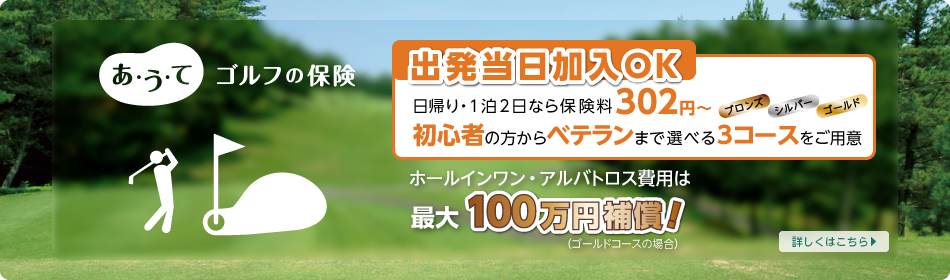 あ・う・て ゴルフの保険
出発当日加入OK
日帰り・1泊2日なら保険料302円～ ブロンズ シルバー ゴールド
初心者の方からベテランまで選べる3コースをご用意
ホールインワン・アルバトロス費用は
最大100万円補償！
(ゴールドコースの場合)
詳しくはこちら